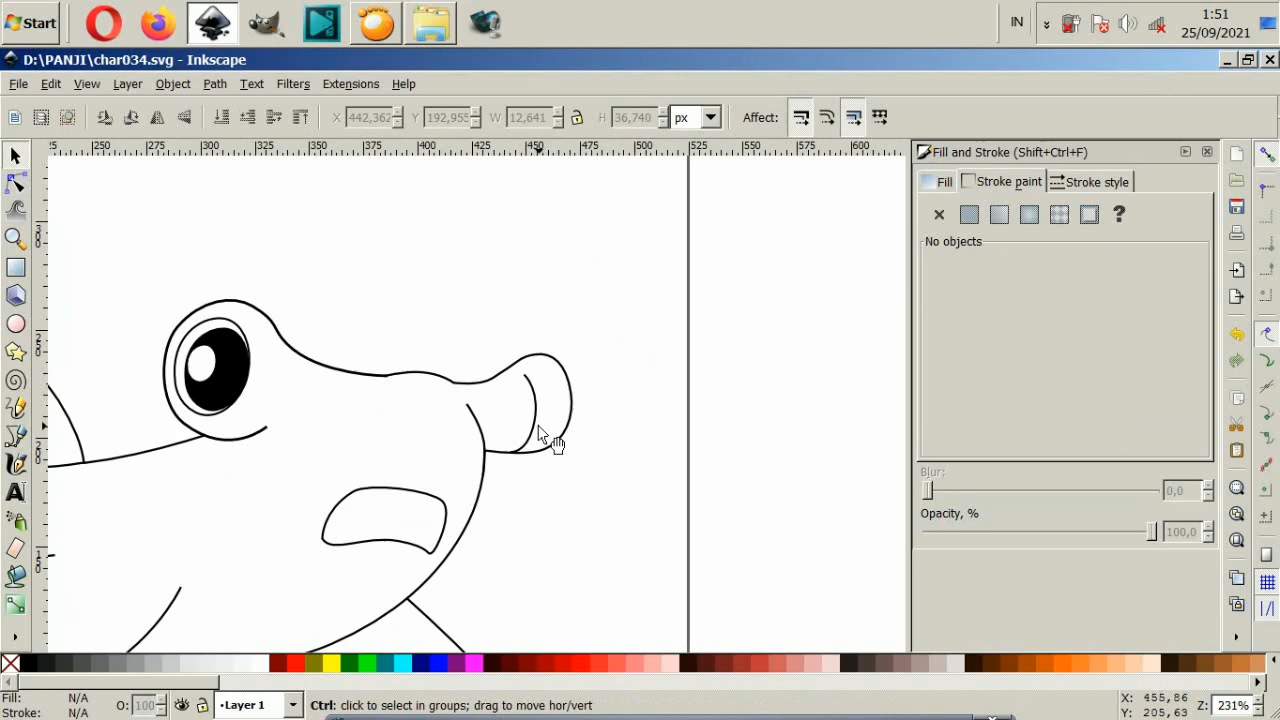 Start
IN
1:51
25/09/2021
D:\PANJI\char034.svg - Inkscape
File Edit View Layer Object Path Text Filters Extensions Help
X 442,362 Y 192,955 W 12,641 H 36,740 px Affect:
250 275 300 325 350 375 400 425 450 475 500 525 550 575 600
Fill and Stroke (Shift+Ctrl+F)
Fill Stroke paint Stroke style
?
No objects
Blur:
0,0
Opacity, %
100,0
A
Fill: N/A
Stroke: N/A
O: 100
Layer 1
Ctrl: click to select in groups; drag to move hor/vert
X: 455,86
Y: 205,63
Z: 231%